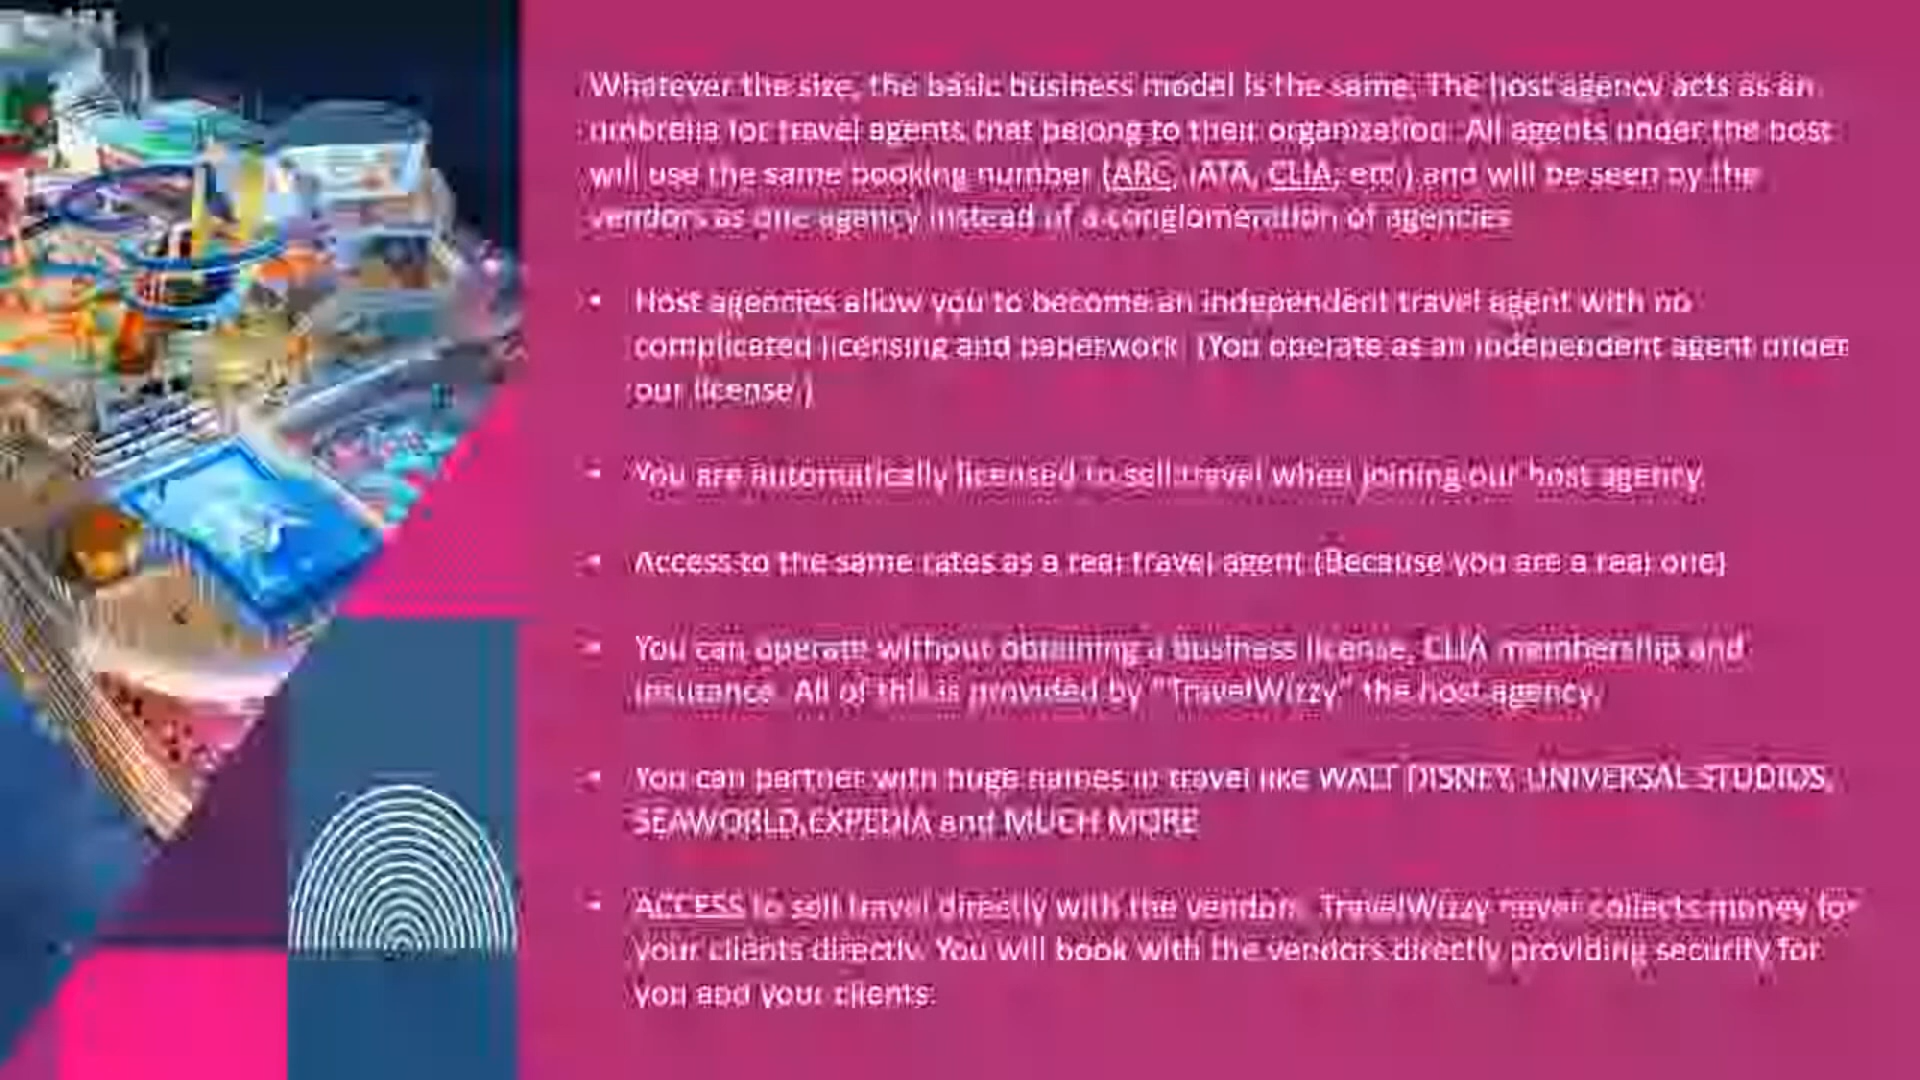 Whatever the size, the basic business model is the same. The host agency acts as an
umbrella for travel agents that belong to their organization. All agents under the host
will use the same booking number (ARC, IATA, CLIA, etc.) and will be seen by the
vendors as one agency instead of a conglomeration of agencies
• Host agencies allow you to become an independent travel agent with no
complicated licensing and paperwork. (You operate as an independent agent under
our license.)
• You are automatically licensed to sell travel when joining our host agency.
• Access to the same rates as a real travel agent (Because you are a real one)
• You can operate without obtaining a business license, CLIA membership and
insurance. All of this is provided by "TravelWizzy" the host agency.
• You can partner with huge names in travel like WALT DISNEY, UNIVERSAL STUDIOS,
SEAWORLD,EXPEDIA and MUCH MORE
• ACCESS to sell travel directly with the vendors. TravelWizzy never collects money for
your clients directly. You will book with the vendors directly providing security for
you and your clients.